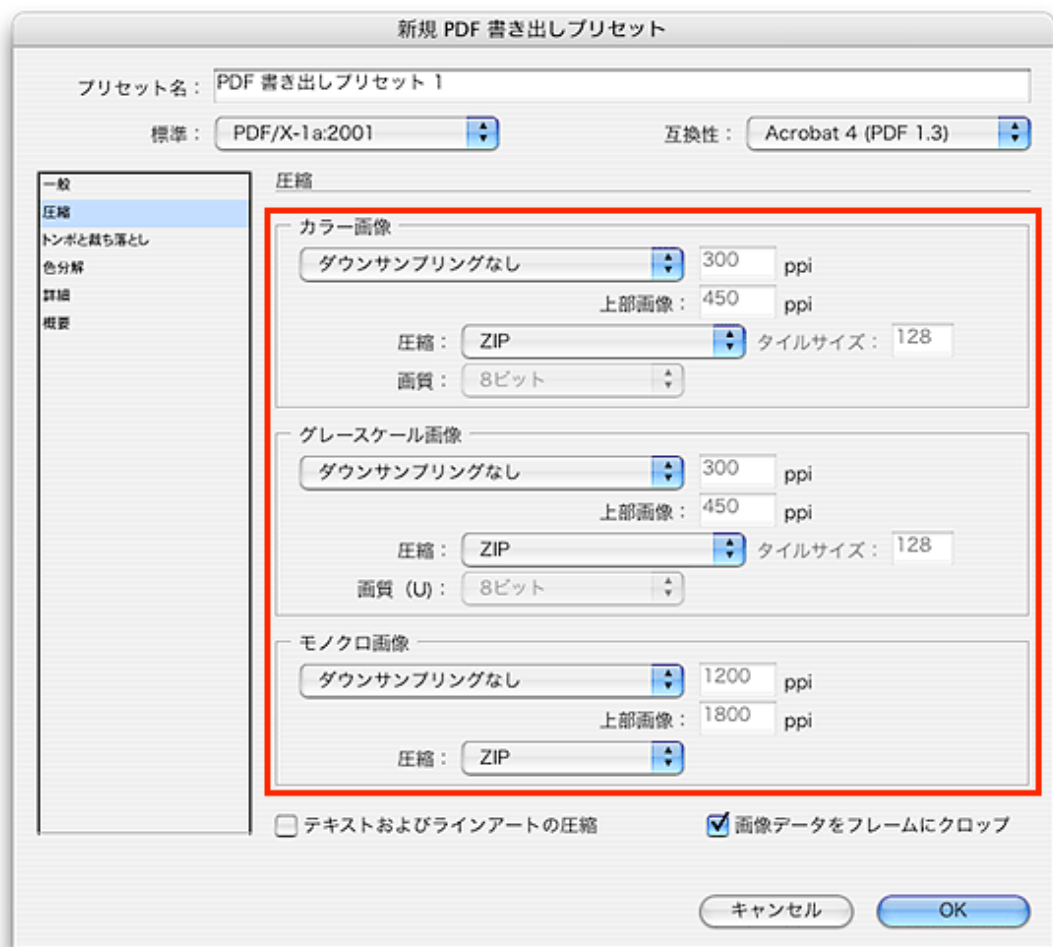 新規 PDF 書き出しプリセット
プリセット名： PDF 書き出しプリセット 1
標準： PDF/X-1a:2001 互換性： Acrobat 4 (PDF 1.3)
一般
圧縮
トンボと裁ち落とし
色分解
詳細
概要
圧縮
カラー画像
ダウンサンプリングなし 300 ppi
上部画像： 450 ppi
圧縮： ZIP タイルサイズ： 128
画質： 8ビット
グレースケール画像
ダウンサンプリングなし 300 ppi
上部画像： 450 ppi
圧縮： ZIP タイルサイズ： 128
画質（U)： 8ビット
モノクロ画像
ダウンサンプリングなし 1200 ppi
上部画像： 1800 ppi
圧縮： ZIP
テキストおよびラインアートの圧縮 画像データをフレームにクロップ
キャンセル OK